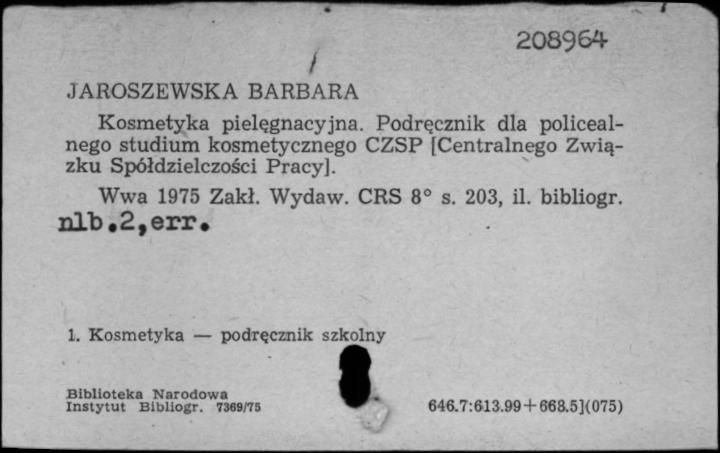 208964
JAROSZEWSKA BARBARA
Kosmetyka pielęgnacyjna. Podręcznik dla policeal-
nego studium kosmetycznego CZSP [Centralnego Zwią-
zku Spółdzielczości Pracy].
Wwa 1975 Zakł. Wydaw. CRS 8° s. 203, il. bibliogr.
nlb.2,err.
1. Kosmetyka — podręcznik szkolny
Biblioteka Narodowa
Instytut Bibliogr. 7369/75
646.7:613.99+668.5](075)